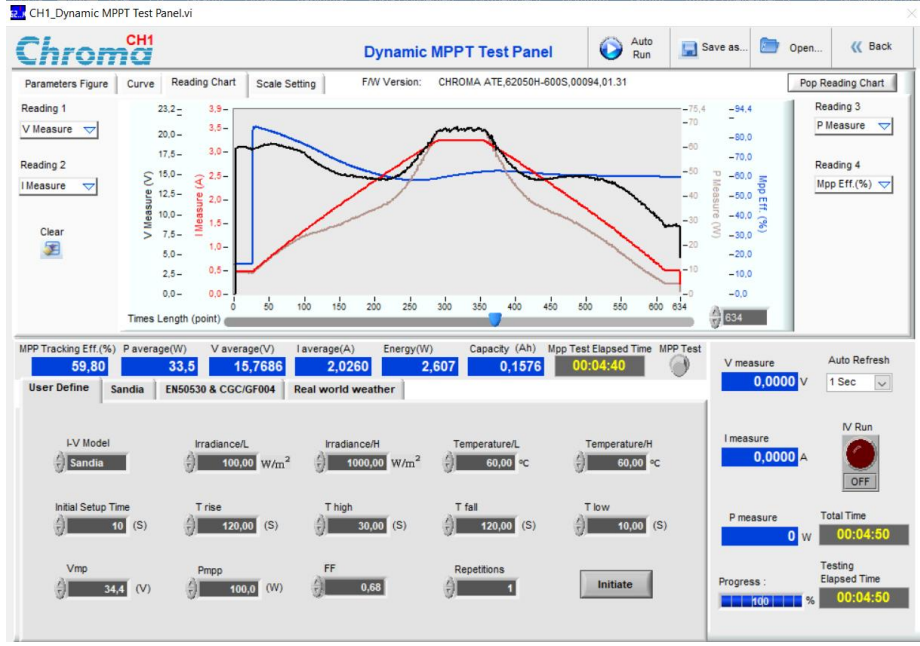 CH1_Dynamic MPPT Test Panel.vi
Chroma CH1
Dynamic MPPT Test Panel
Auto Run
Save as...
Open...
Back
Parameters Figure
Curve
Reading Chart
Scale Setting
F/W Version: CHROMA ATE,62050H-600S,00094,01.31
Pop Reading Chart
Reading 1
V Measure
Reading 2
I Measure
Clear
Reading 3
P Measure
Reading 4
Mpp Eff.(%)
V Measure (V)
23,2
20,0
17,5
15,0
12,5
10,0
7,5
5,0
2,5
0,0
I Measure (A)
3,9
3,5
3,0
2,5
2,0
1,5
1,0
0,5
0,0
75,4
70
60
50
40
30
20
10
0
P Measure (W)
94,4
80,0
70,0
60,0
50,0
40,0
30,0
20,0
10,0
0,0
Mpp Eff. (%)
0 50 100 150 200 250 300 350 400 450 500 550 600 634
Times Length (point)
634
MPP Tracking Eff.(%) P average(W) V average(V) I average(A) Energy(W) Capacity (Ah) Mpp Test Elapsed Time MPP Test
59,80 33,5 15,7686 2,0260 2,607 0,1576 00:04:40
User Define Sandia EN50530 & CGC/GF004 Real world weather
I-V Model Irradiance/L Irradiance/H Temperature/L Temperature/H
Sandia 100,00 W/m² 1000,00 W/m² 60,00 ºC 60,00 ºC
Initial Setup Time T rise T high T fall T low
10 (S) 120,00 (S) 30,00 (S) 120,00 (S) 10,00 (S)
Vmp Pmpp FF Repetitions
34,4 (V) 100,0 (W) 0,68 1 Initiate
V measure
0,0000 V
Auto Refresh
1 Sec
I measure
0,0000 A
IV Run
OFF
P measure
0 W
Total Time
00:04:50
Progress :
100 %
Testing
Elapsed Time
00:04:50